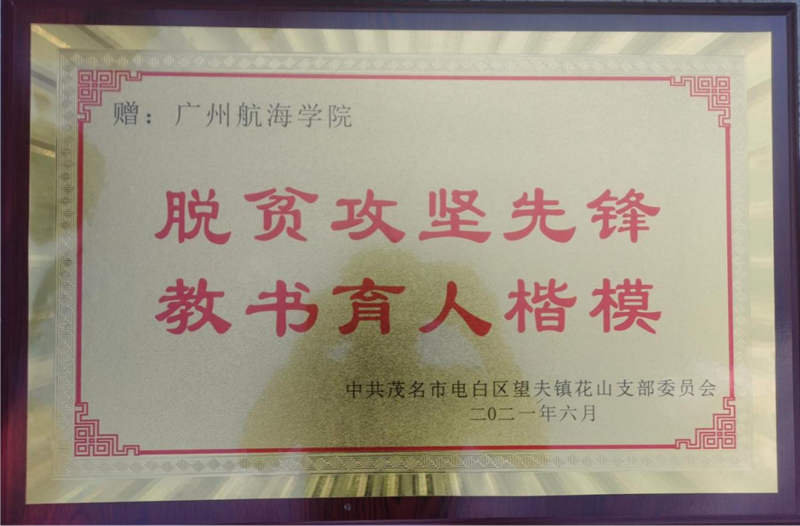 赠：广州航海学院
脱贫攻坚先锋
教书育人楷模
中共茂名市电白区望夫镇花山支部委员会
二0二一年六月